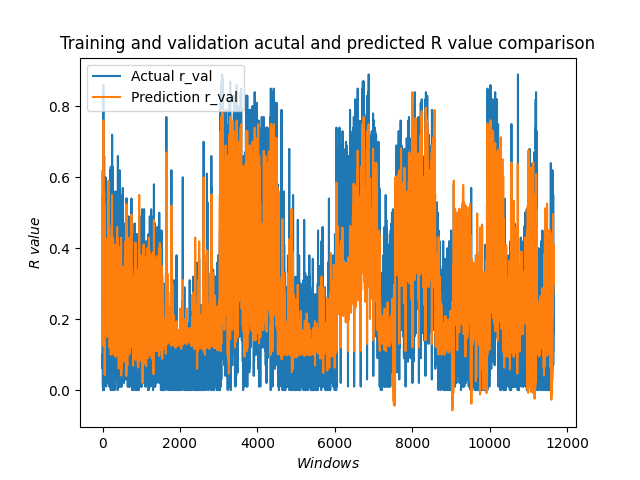 Training and validation acutal and predicted R value comparison
Actual r_val
Prediction r_val
0.8
0.6
0.4
0.2
0.0
R value
0
2000
4000
6000
8000
10000
12000
Windows